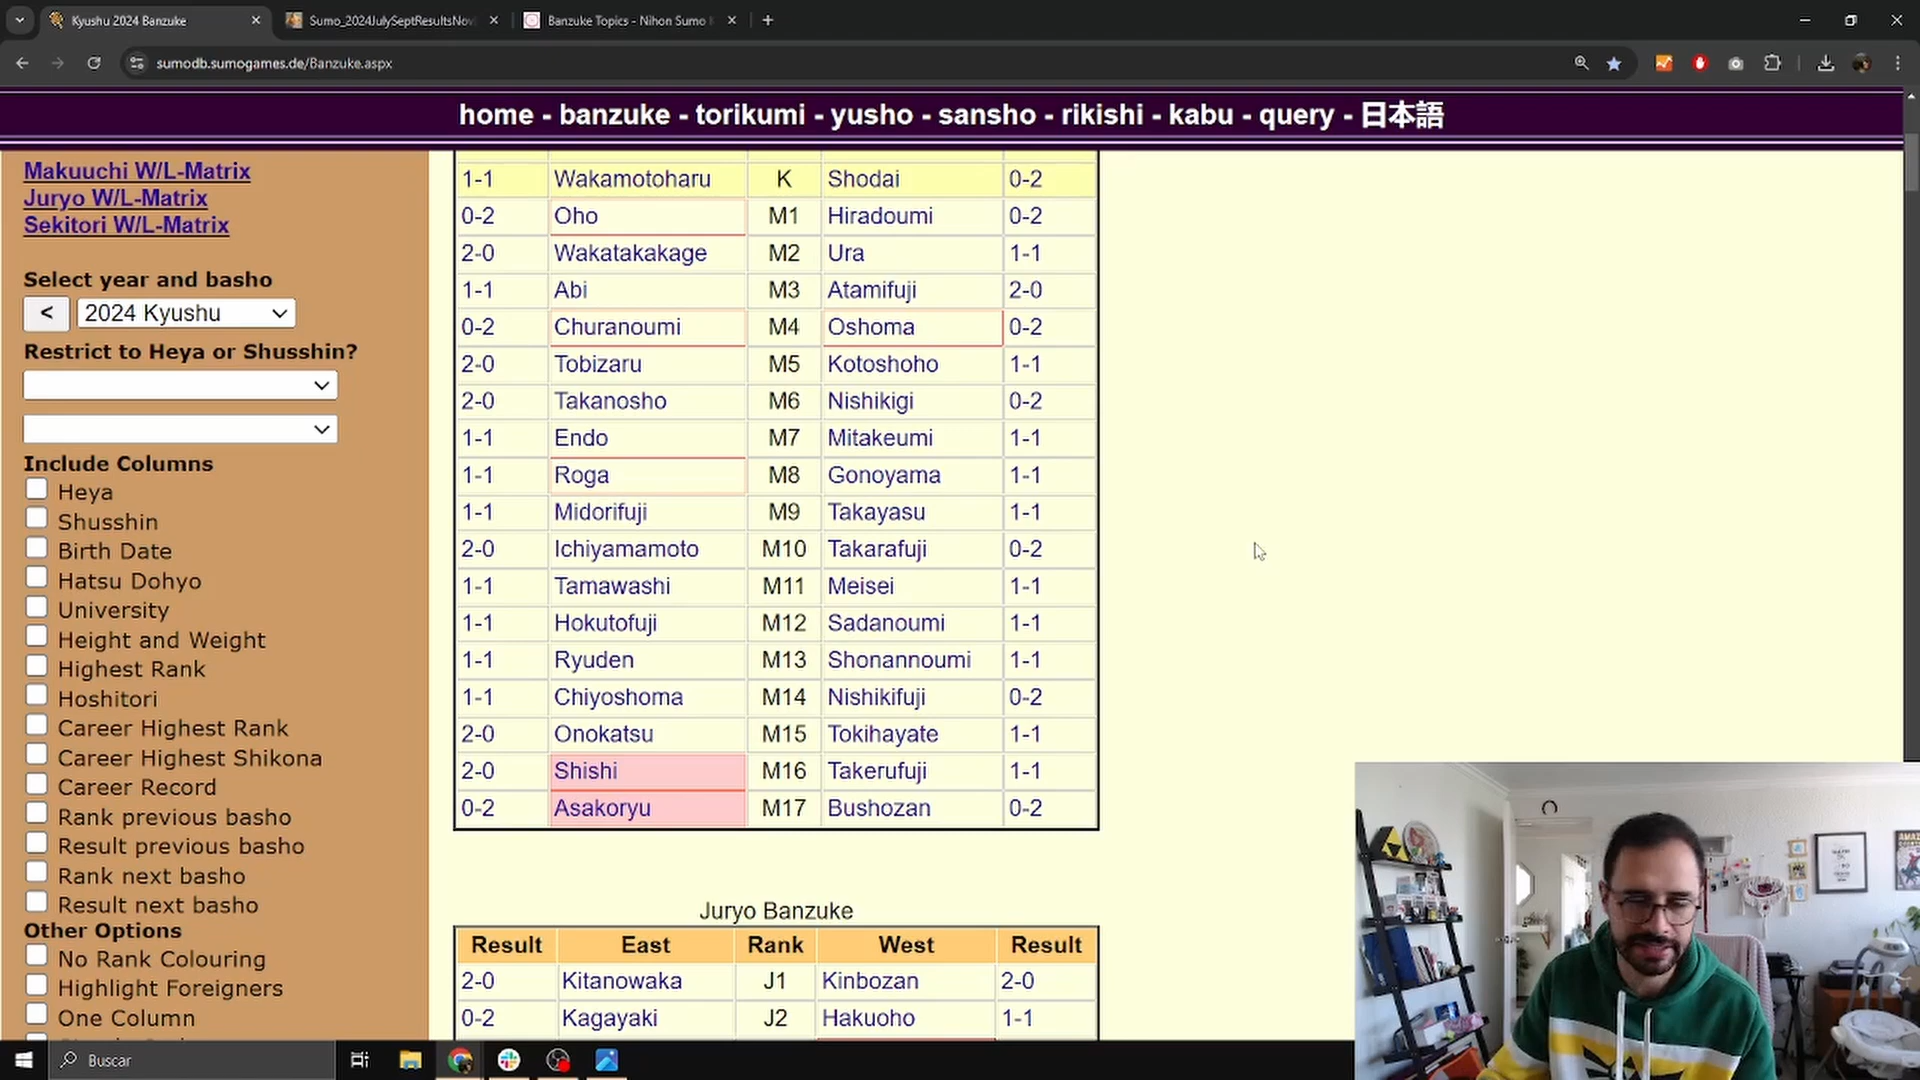 Kyushu 2024 Banzuke
Sumo_2024JulySeptResultsNov
Banzuke Topics - Nihon Sumo
sumodb.sumogames.de/Banzuke.aspx
home - banzuke - torikumi - yusho - sansho - rikishi - kabu - query - 日本語
Makuuchi W/L-Matrix
Juryo W/L-Matrix
Sekitori W/L-Matrix
Select year and basho
< 2024 Kyushu
Restrict to Heya or Shusshin?
Include Columns
Heya
Shusshin
Birth Date
Hatsu Dohyo
University
Height and Weight
Highest Rank
Hoshitori
Career Highest Rank
Career Highest Shikona
Career Record
Rank previous basho
Result previous basho
Rank next basho
Result next basho
Other Options
No Rank Colouring
Highlight Foreigners
One Column
1-1 Wakamotoharu K Shodai 0-2
0-2 Oho M1 Hiradoumi 0-2
2-0 Wakatakakage M2 Ura 1-1
1-1 Abi M3 Atamifuji 2-0
0-2 Churanoumi M4 Oshoma 0-2
2-0 Tobizaru M5 Kotoshoho 1-1
2-0 Takanosho M6 Nishikigi 0-2
1-1 Endo M7 Mitakeumi 1-1
1-1 Roga M8 Gonoyama 1-1
1-1 Midorifuji M9 Takayasu 1-1
2-0 Ichiyamamoto M10 Takarafuji 0-2
1-1 Tamawashi M11 Meisei 1-1
1-1 Hokutofuji M12 Sadanoumi 1-1
1-1 Ryuden M13 Shonannoumi 1-1
1-1 Chiyoshoma M14 Nishikifuji 0-2
2-0 Onokatsu M15 Tokihayate 1-1
2-0 Shishi M16 Takerufuji 1-1
0-2 Asakoryu M17 Bushozan 0-2
Juryo Banzuke
Result East Rank West Result
2-0 Kitanowaka J1 Kinbozan 2-0
0-2 Kagayaki J2 Hakuoho 1-1
Buscar